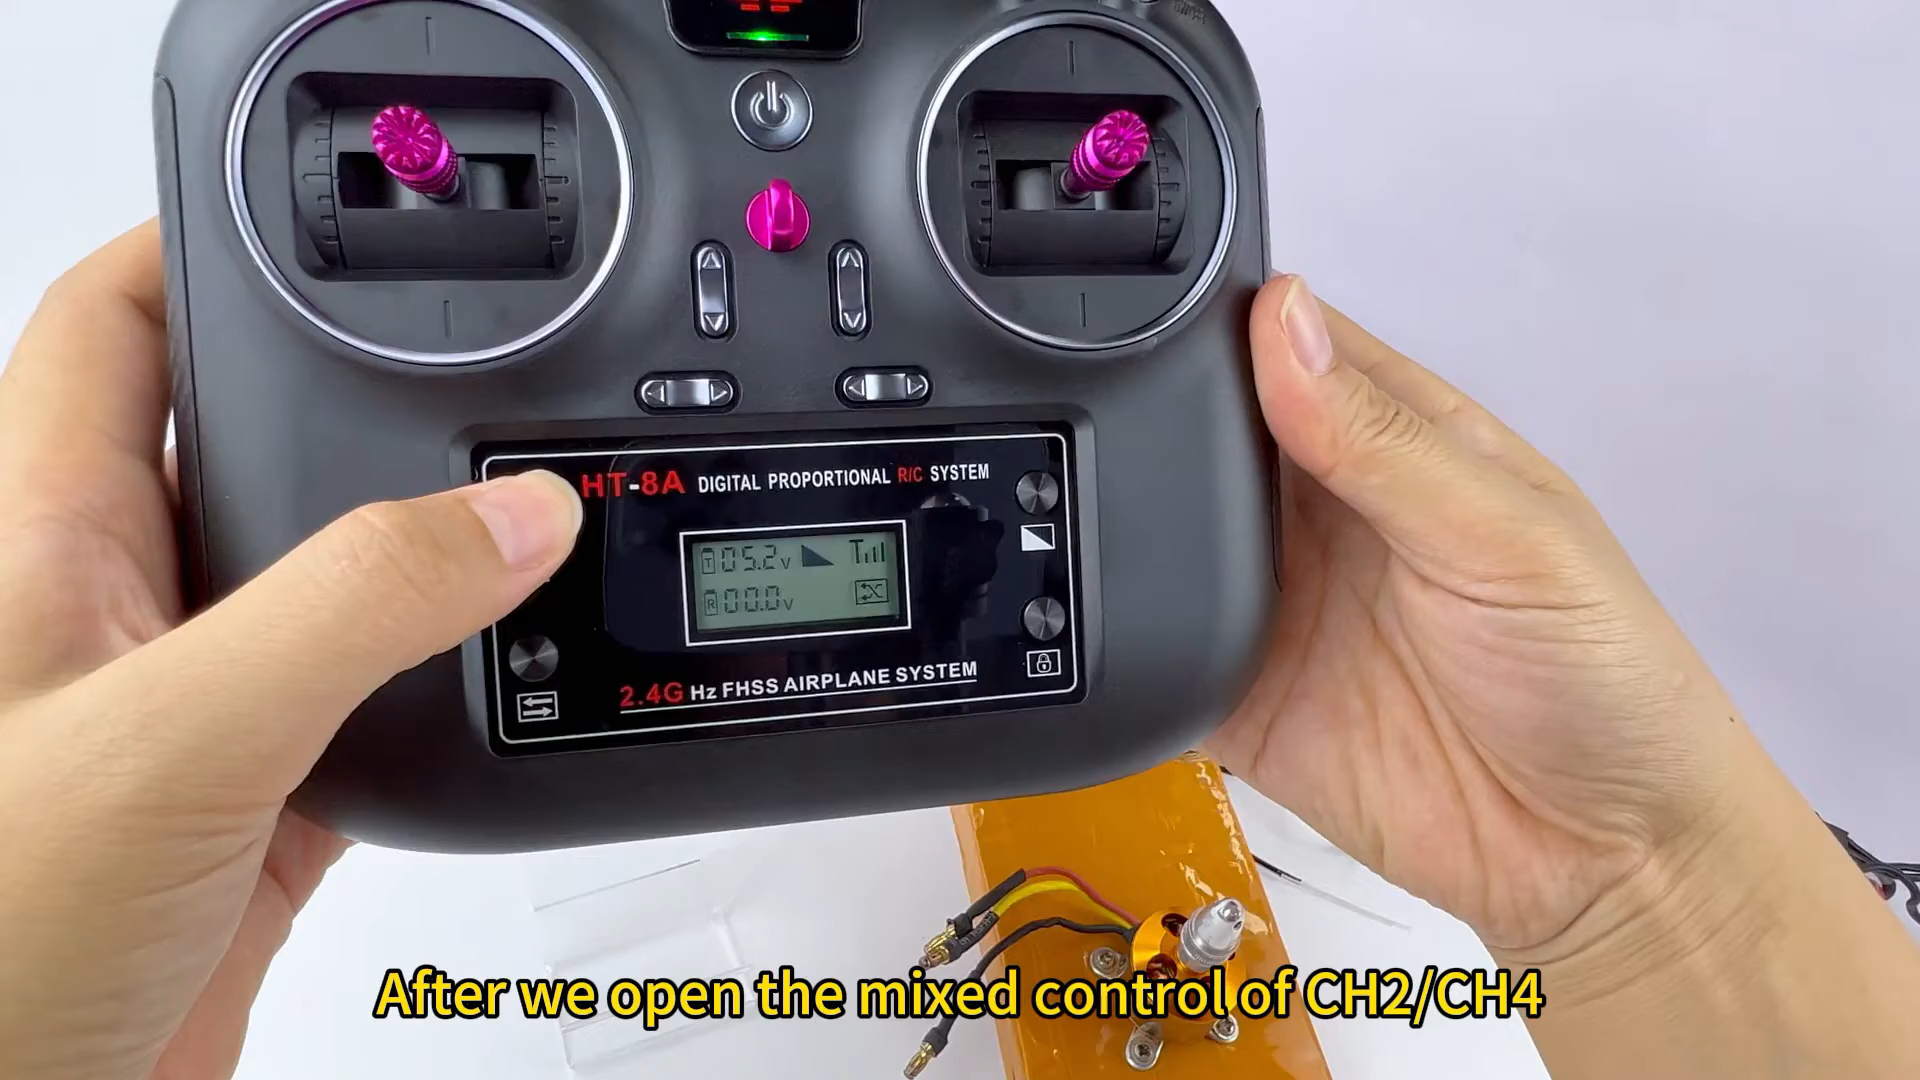 HT-8A DIGITAL PROPORTIONAL R/C SYSTEM
T 05.2V
R 00.0V
2.4G Hz FHSS AIRPLANE SYSTEM
After we open the mixed control of CH2/CH4